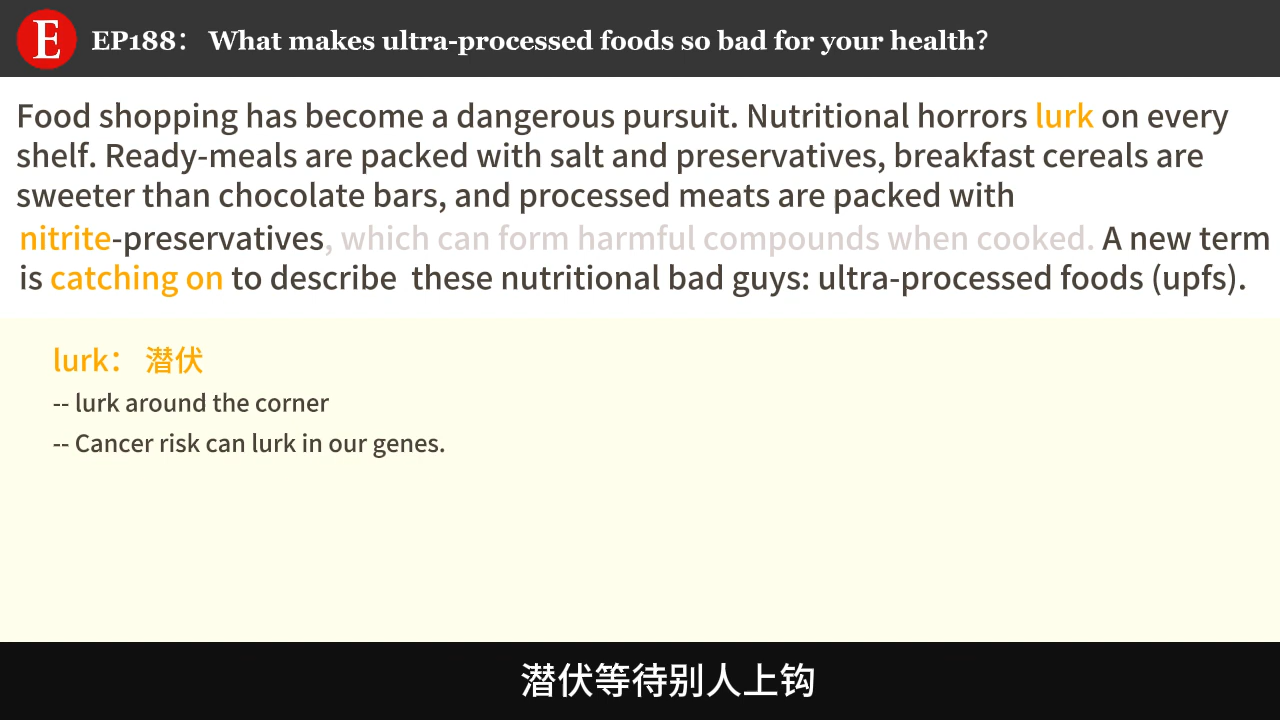 E
EP188： What makes ultra-processed foods so bad for your health?
Food shopping has become a dangerous pursuit. Nutritional horrors lurk on every
shelf. Ready-meals are packed with salt and preservatives, breakfast cereals are
sweeter than chocolate bars, and processed meats are packed with
nitrite-preservatives, which can form harmful compounds when cooked. A new term
is catching on to describe these nutritional bad guys: ultra-processed foods (upfs).
lurk： 潜伏
-- lurk around the corner
-- Cancer risk can lurk in our genes.
潜伏等待别人上钩